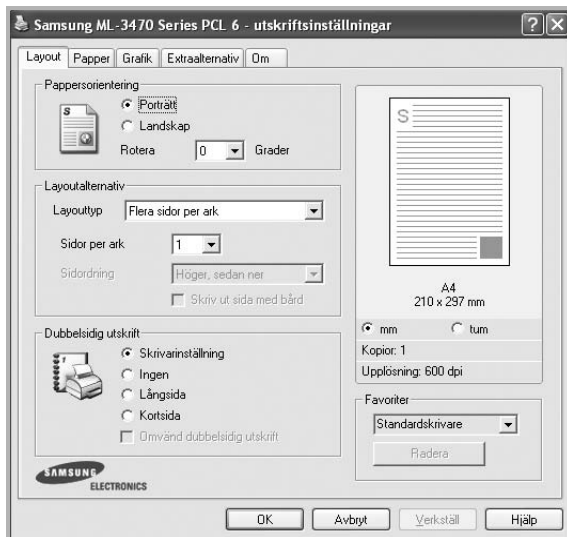 Samsung ML-3470 Series PCL 6 - utskriftsinställningar
Layout Papper Grafik Extraalternativ Om
Pappersorientering
S
Porträtt
Landskap
Rotera 0 Grader
Layoutalternativ
Layouttyp Flera sidor per ark
Sidor per ark 1
Sidordning Höger, sedan ner
Skriv ut sida med bård
Dubbelsidig utskrift
Skrivarinställning
Ingen
Långsida
Kortsida
Omvänd dubbelsidig utskrift
SAMSUNG
ELECTRONICS
S
A4
210 x 297 mm
mm tum
Kopior: 1
Upplösning: 600 dpi
Favoriter
Standardskrivare
Radera
OK Avbryt Verkställ Hjälp